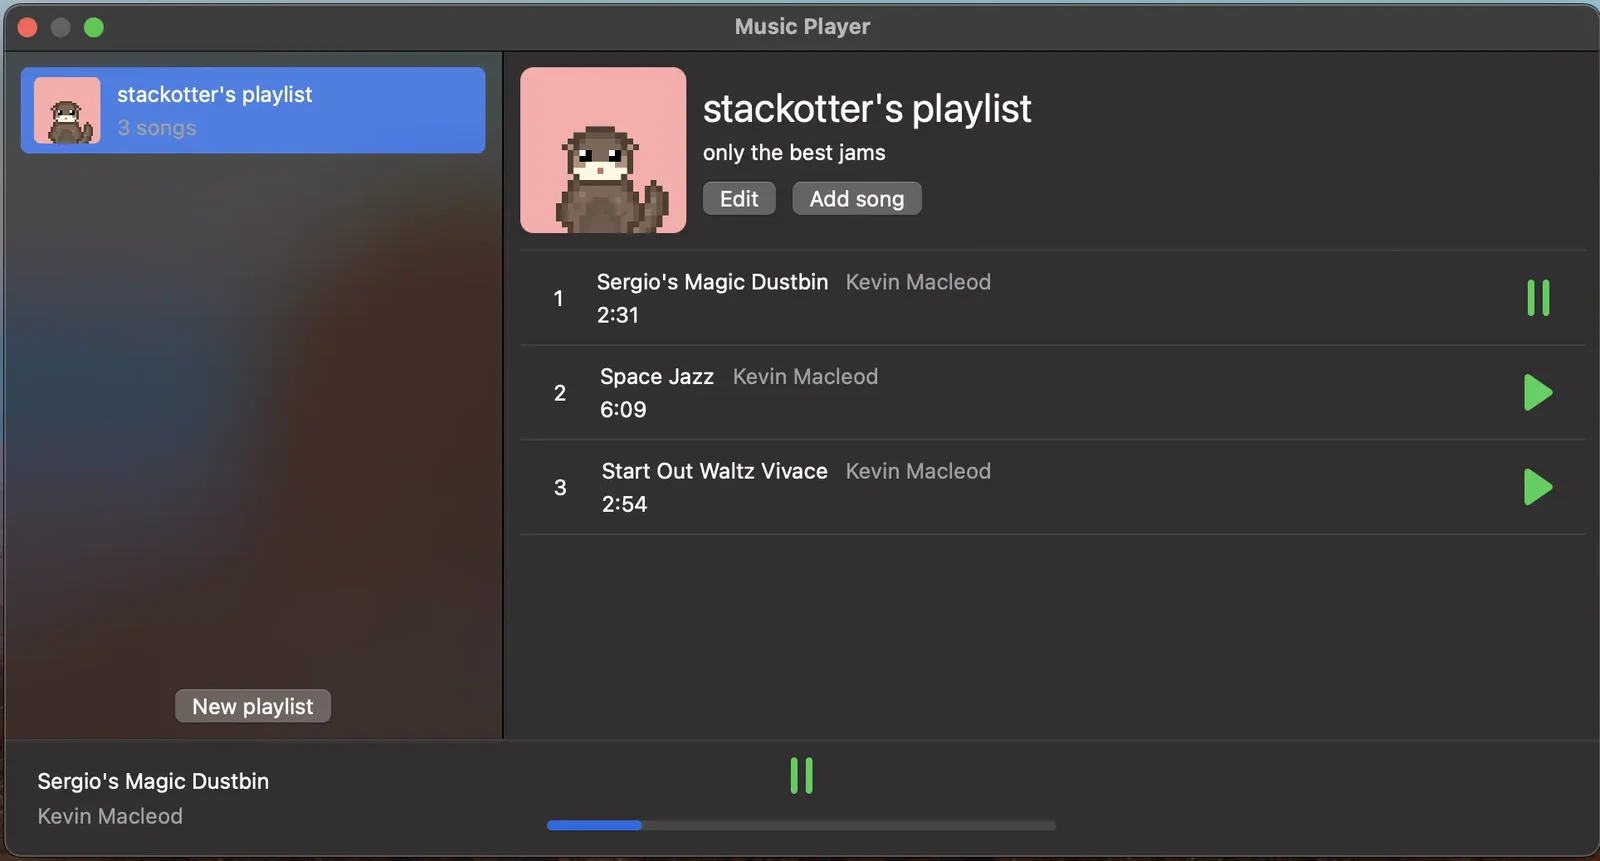 Music Player
stackotter's playlist
3 songs
New playlist
stackotter's playlist
only the best jams
Edit Add song
1 Sergio's Magic Dustbin Kevin Macleod
2:31
2 Space Jazz Kevin Macleod
6:09
3 Start Out Waltz Vivace Kevin Macleod
2:54
Sergio's Magic Dustbin
Kevin Macleod